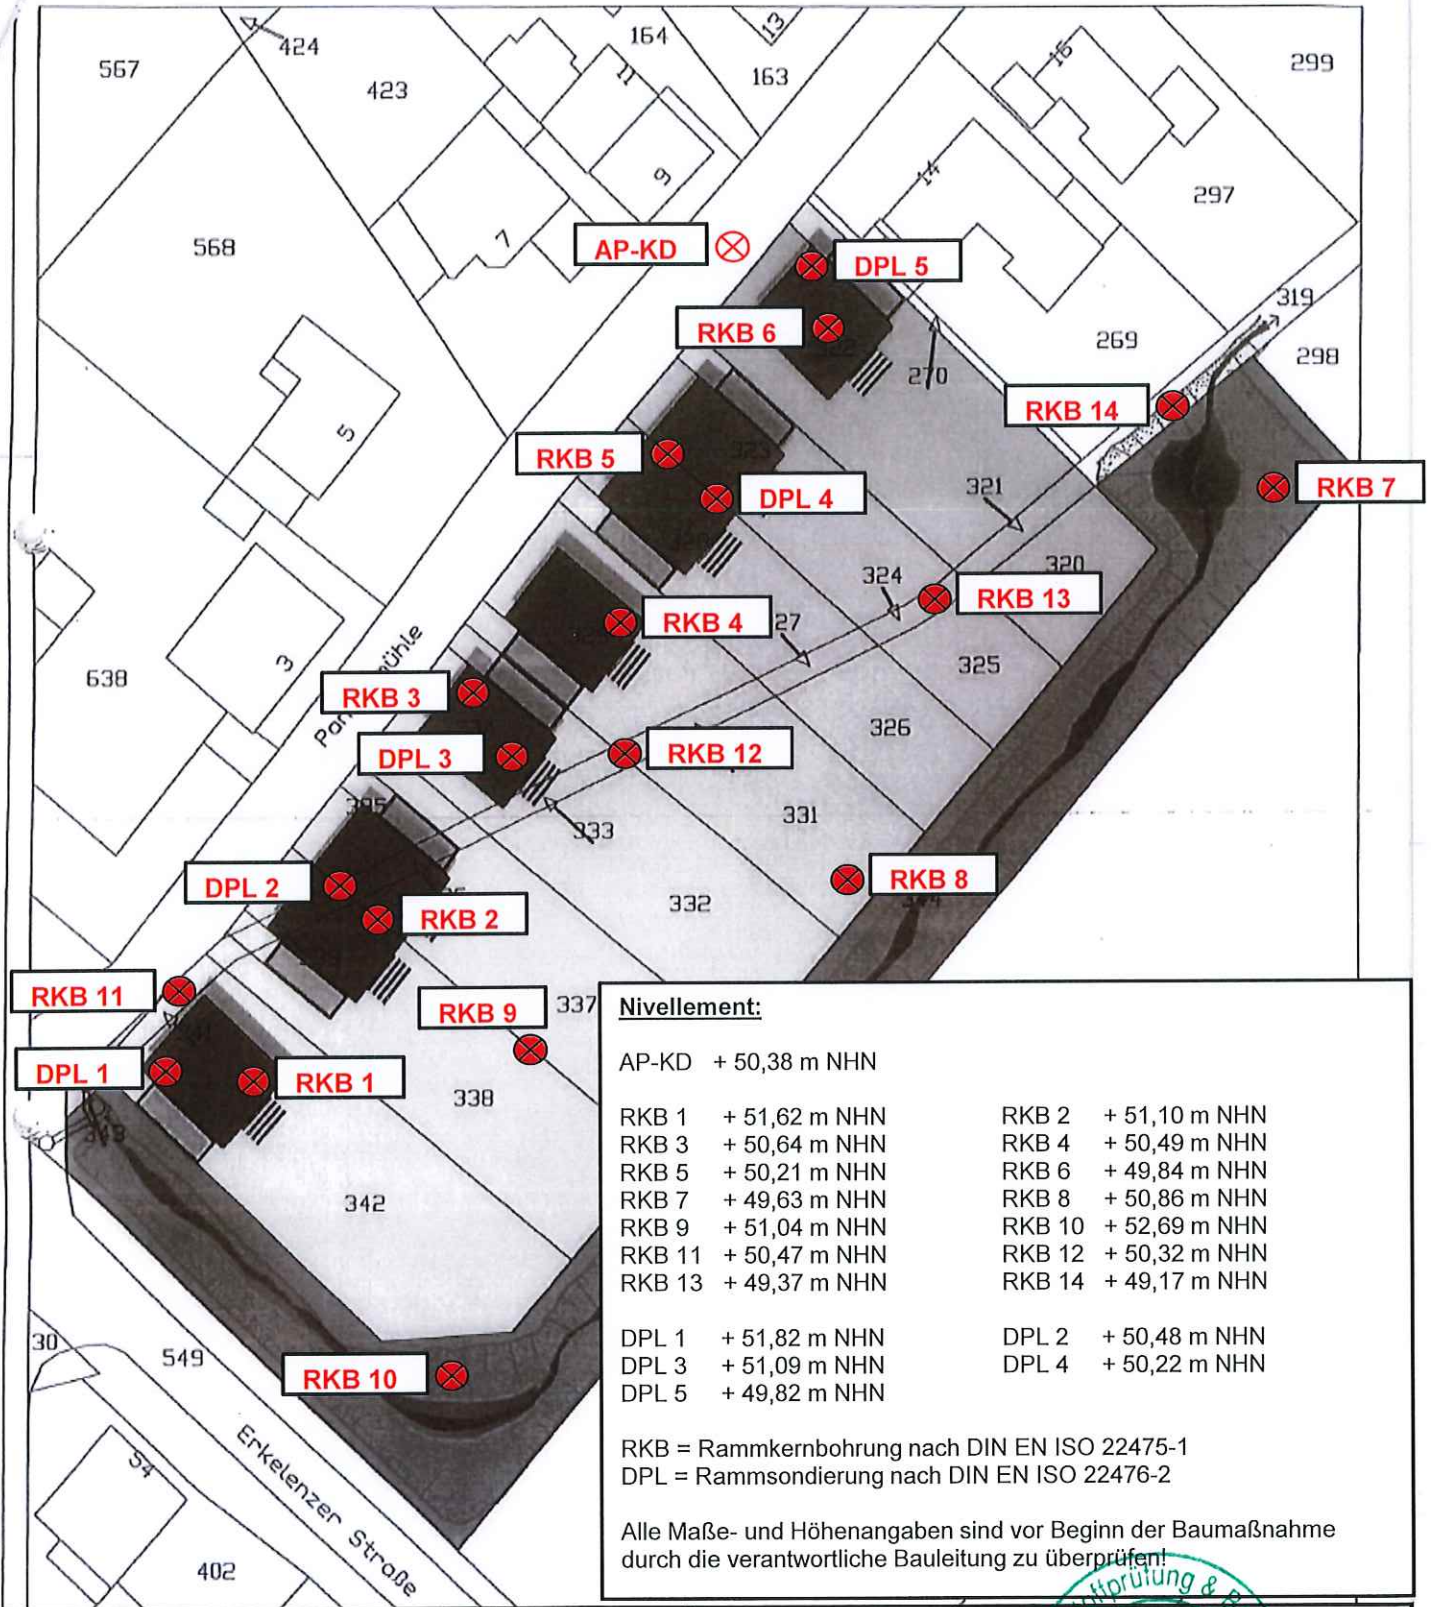 424
164
13
567
423
11
163
16
299
9
14
297
568
7
AP-KD
DPL 5
319
RKB 6
322
269
298
270
RKB 14
5
RKB 5
323
RKB 7
321
DPL 4
320
324
RKB 13
RKB 4
27
3
325
638
RKB 3
326
DPL 3
RKB 12
331
333
DPL 2
RKB 8
332
RKB 2
RKB 11
RKB 9
337
DPL 1
RKB 1
338
343
342
30
549
RKB 10
54
Erkelenzer Straße
402
Nivellement:
AP-KD + 50,38 m NHN
RKB 1 + 51,62 m NHN RKB 2 + 51,10 m NHN
RKB 3 + 50,64 m NHN RKB 4 + 50,49 m NHN
RKB 5 + 50,21 m NHN RKB 6 + 49,84 m NHN
RKB 7 + 49,63 m NHN RKB 8 + 50,86 m NHN
RKB 9 + 51,04 m NHN RKB 10 + 52,69 m NHN
RKB 11 + 50,47 m NHN RKB 12 + 50,32 m NHN
RKB 13 + 49,37 m NHN RKB 14 + 49,17 m NHN
DPL 1 + 51,82 m NHN DPL 2 + 50,48 m NHN
DPL 3 + 51,09 m NHN DPL 4 + 50,22 m NHN
DPL 5 + 49,82 m NHN
RKB = Rammkernbohrung nach DIN EN ISO 22475-1
DPL = Rammsondierung nach DIN EN ISO 22476-2
Alle Maße- und Höhenangaben sind vor Beginn der Baumaßnahme
durch die verantwortliche Bauleitung zu überprüfen!